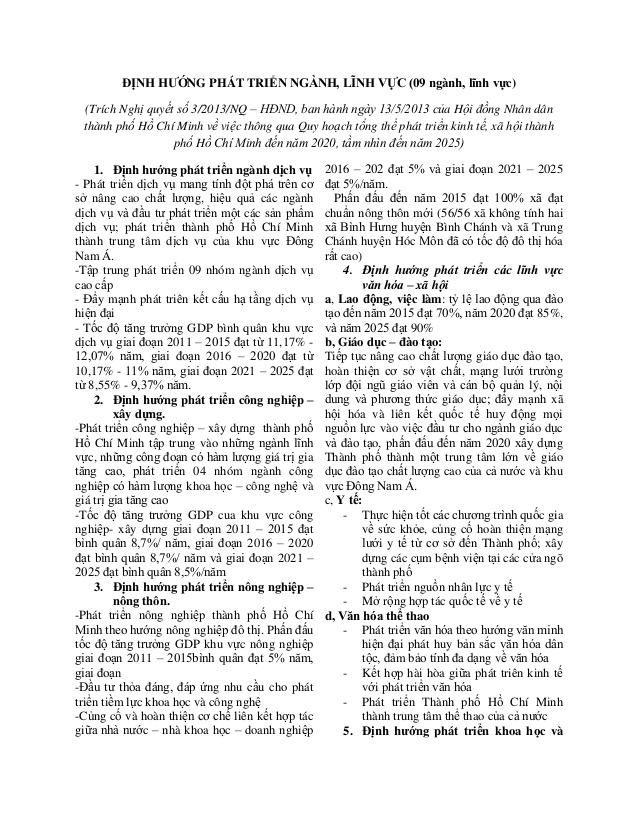 ĐỊNH HƯỚNG PHÁT TRIỂN NGÀNH, LĨNH VỰC (09 ngành, lĩnh vực)
(Trích Nghị quyết số 3/2013/NQ – HĐND, ban hành ngày 13/5/2013 của Hội đồng Nhân dân
thành phố Hồ Chí Minh về việc thông qua Quy hoạch tổng thể phát triển kinh tế, xã hội thành
phố Hồ Chí Minh đến năm 2020, tầm nhìn đến năm 2025)
1. Định hướng phát triển ngành dịch vụ
- Phát triển dịch vụ mang tính đột phá trên cơ
sở nâng cao chất lượng, hiệu quả các ngành
dịch vụ và đầu tư phát triển một các sản phẩm
dịch vụ; phát triển thành phố Hồ Chí Minh
thành trung tâm dịch vụ của khu vực Đông
Nam Á.
-Tập trung phát triển 09 nhóm ngành dịch vụ
cao cấp
- Đẩy mạnh phát triển kết cấu hạ tầng dịch vụ
hiện đại
- Tốc độ tăng trưởng GDP bình quân khu vực
dịch vụ giai đoạn 2011 – 2015 đạt từ 11,17% -
12,07% năm, giai đoạn 2016 – 2020 đạt từ
10,17% - 11% năm, giai đoạn 2021 – 2025 đạt
từ 8,55% - 9,37% năm.
2. Định hướng phát triển công nghiệp –
xây dựng.
-Phát triển công nghiệp – xây dựng thành phố
Hồ Chí Minh tập trung vào những ngành lĩnh
vực, những công đoạn có hàm lượng giá trị gia
tăng cao, phát triển 04 nhóm ngành công
nghiệp có hàm lượng khoa học – công nghệ và
giá trị gia tăng cao
-Tốc độ tăng trưởng GDP cua khu vực công
nghiệp- xây dựng giai đoạn 2011 – 2015 đạt
bình quân 8,7%/ năm, giai đoạn 2016 – 2020
đạt bình quân 8,7%/ năm và giai đoạn 2021 –
2025 đạt bình quân 8,5%/năm
3. Định hướng phát triển nông nghiệp –
nông thôn.
-Phát triển nông nghiệp thành phố Hồ Chí
Minh theo hướng nông nghiệp đô thị. Phấn đấu
tốc độ tăng trưởng GDP khu vực nông nghiệp
giai đoạn 2011 – 2015bình quân đạt 5% năm,
giai đoạn
-Đầu tư thỏa đáng, đáp ứng nhu cầu cho phát
triển tiềm lực khoa học và công nghệ
-Củng cố và hoàn thiện cơ chế liên kết hợp tác
giữa nhà nước – nhà khoa học – doanh nghiệp
2016 – 202 đạt 5% và giai đoạn 2021 – 2025
đạt 5%/năm.
Phấn đấu đến năm 2015 đạt 100% xã đạt
chuẩn nông thôn mới (56/56 xã không tính hai
xã Bình Hưng huyện Bình Chánh và xã Trung
Chánh huyện Hóc Môn đã có tốc độ đô thị hóa
rất cao)
4. Định hướng phát triển các lĩnh vực
văn hóa – xã hội
a, Lao động, việc làm: tỷ lệ lao động qua đào
tạo đến năm 2015 đạt 70%, năm 2020 đạt 85%,
và năm 2025 đạt 90%
b, Giáo dục – đào tạo:
Tiếp tục nâng cao chất lượng giáo dục đào tạo,
hoàn thiện cơ sở vật chất, mạng lưới trường
lớp đội ngũ giáo viên và cán bộ quản lý, nội
dung và phương thức giáo dục; đẩy mạnh xã
hội hóa và liên kết quốc tế huy động mọi
nguồn lực vào việc đầu tư cho ngành giáo dục
và đào tạo, phấn đấu đến năm 2020 xây dựng
Thành phố thành một trung tâm lớn về giáo
dục đào tạo chất lượng cao của cả nước và khu
vực Đông Nam Á.
c, Y tế:
- Thực hiện tốt các chương trình quốc gia
về sức khỏe, củng cố hoàn thiện mạng
lưới y tế từ cơ sở đến Thành phố; xây
dựng các cụm bệnh viện tại các cửa ngõ
thành phố
- Phát triển nguồn nhân lực y tế
- Mở rộng hợp tác quốc tế về y tế
d, Văn hóa thể thao
- Phát triển văn hóa theo hướng văn minh
hiện đại phát huy bản sắc văn hóa dân
tộc, đảm bảo tính đa dạng về văn hóa
- Kết hợp hài hòa giữa phát triên kinh tế
với phát triển văn hóa
- Phát triển Thành phố Hồ Chí Minh
thành trung tâm thể thao của cả nước
5. Định hướng phát triển khoa học và